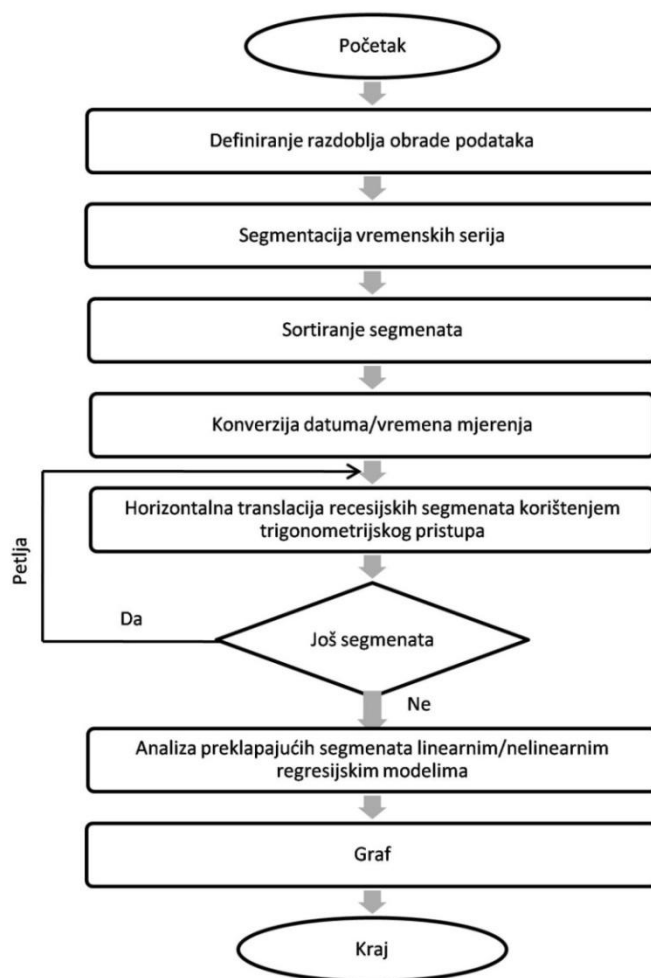 Početak
Definiranje razdoblja obrade podataka
Segmentacija vremenskih serija
Sortiranje segmenata
Konverzija datuma/vremena mjerenja
Horizontalna translacija recesijskih segmenata korištenjem
trigonometrijskog pristupa
Petlja
Da
Još segmenata
Ne
Analiza preklapajućih segmenata linearnim/nelinearnim
regresijskim modelima
Graf
Kraj